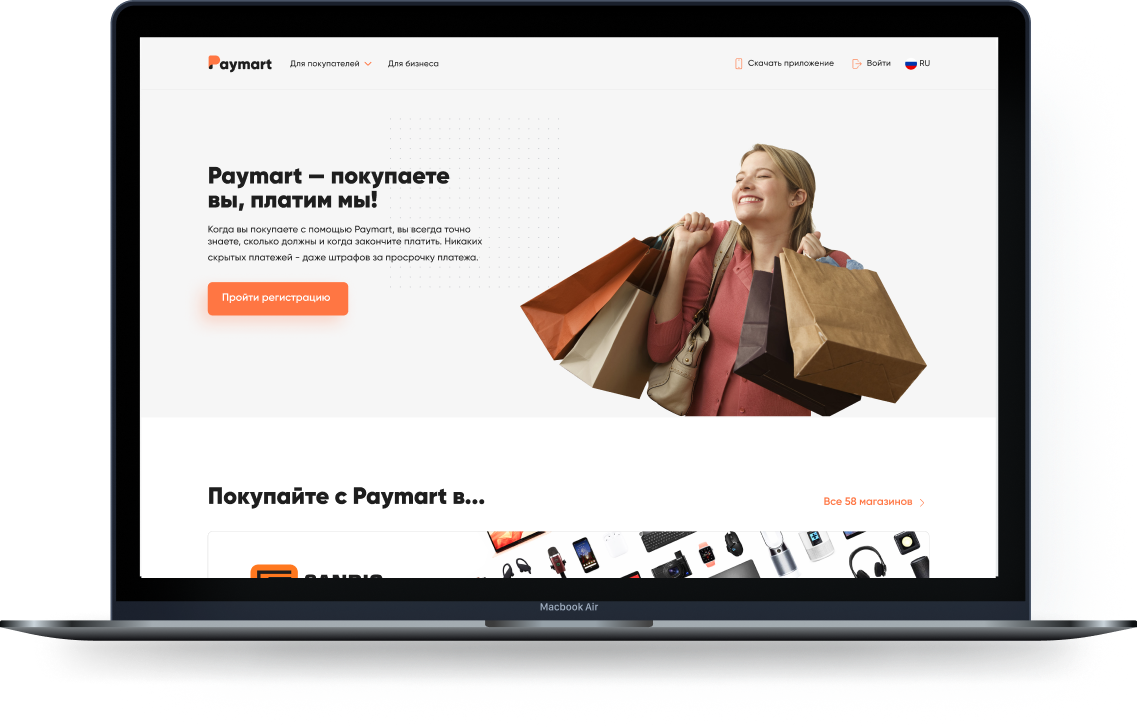 Paymart
Для покупателей
Для бизнеса
Скачать приложение
Войти
RU
Paymart — покупаете
вы, платим мы!
Когда вы покупаете с помощью Paymart, вы всегда точно
знаете, сколько должны и когда закончите платить. Никаких
скрытых платежей - даже штрафов за просрочку платежа.
Пройти регистрацию
Покупайте с Paymart в...
Все 58 магазинов
Macbook Air